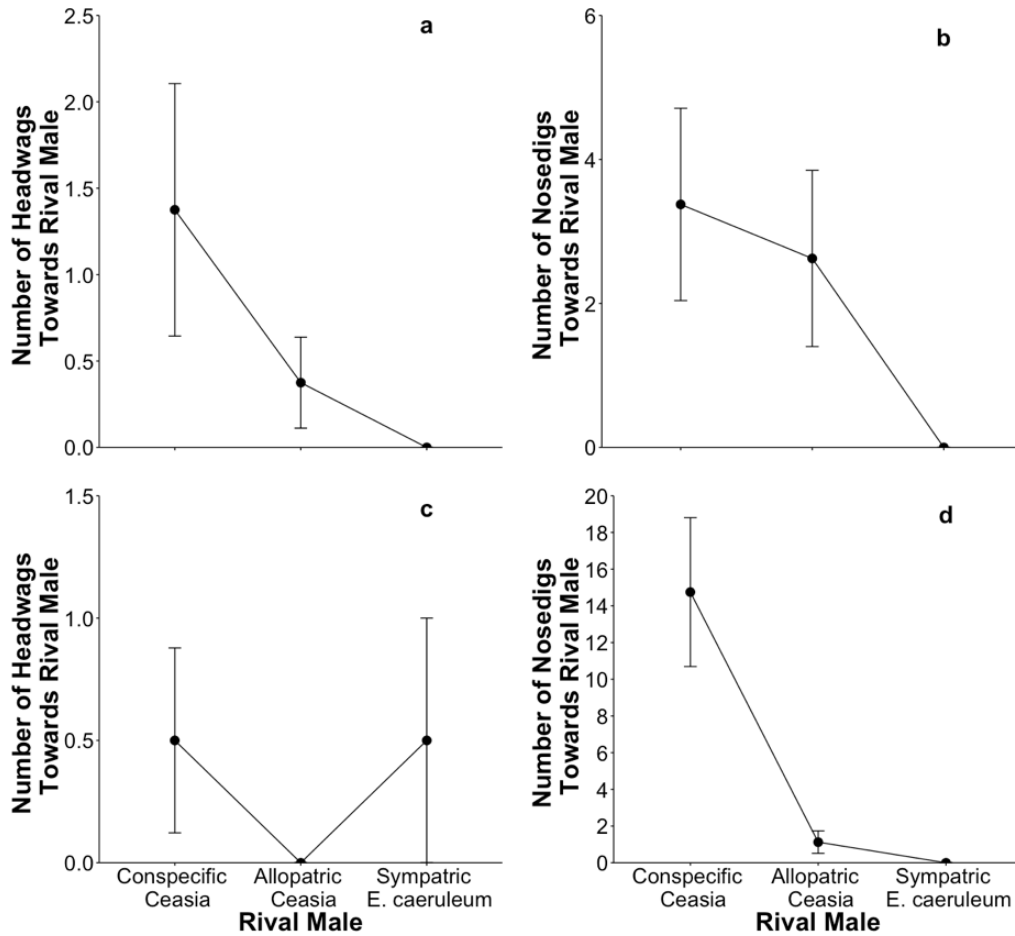 a
Number of Headwags
Towards Rival Male
2.5
2.0
1.5
1.0
0.5
0.0
b
Number of Nosedigs
Towards Rival Male
6
4
2
0
c
Number of Headwags
Towards Rival Male
1.5
1.0
0.5
0.0
Conspecific
Ceasia
Allopatric
Ceasia
Sympatric
E. caeruleum
Rival Male
d
Number of Nosedigs
Towards Rival Male
20
18
16
14
12
10
8
6
4
2
0
Conspecific
Ceasia
Allopatric
Ceasia
Sympatric
E. caeruleum
Rival Male